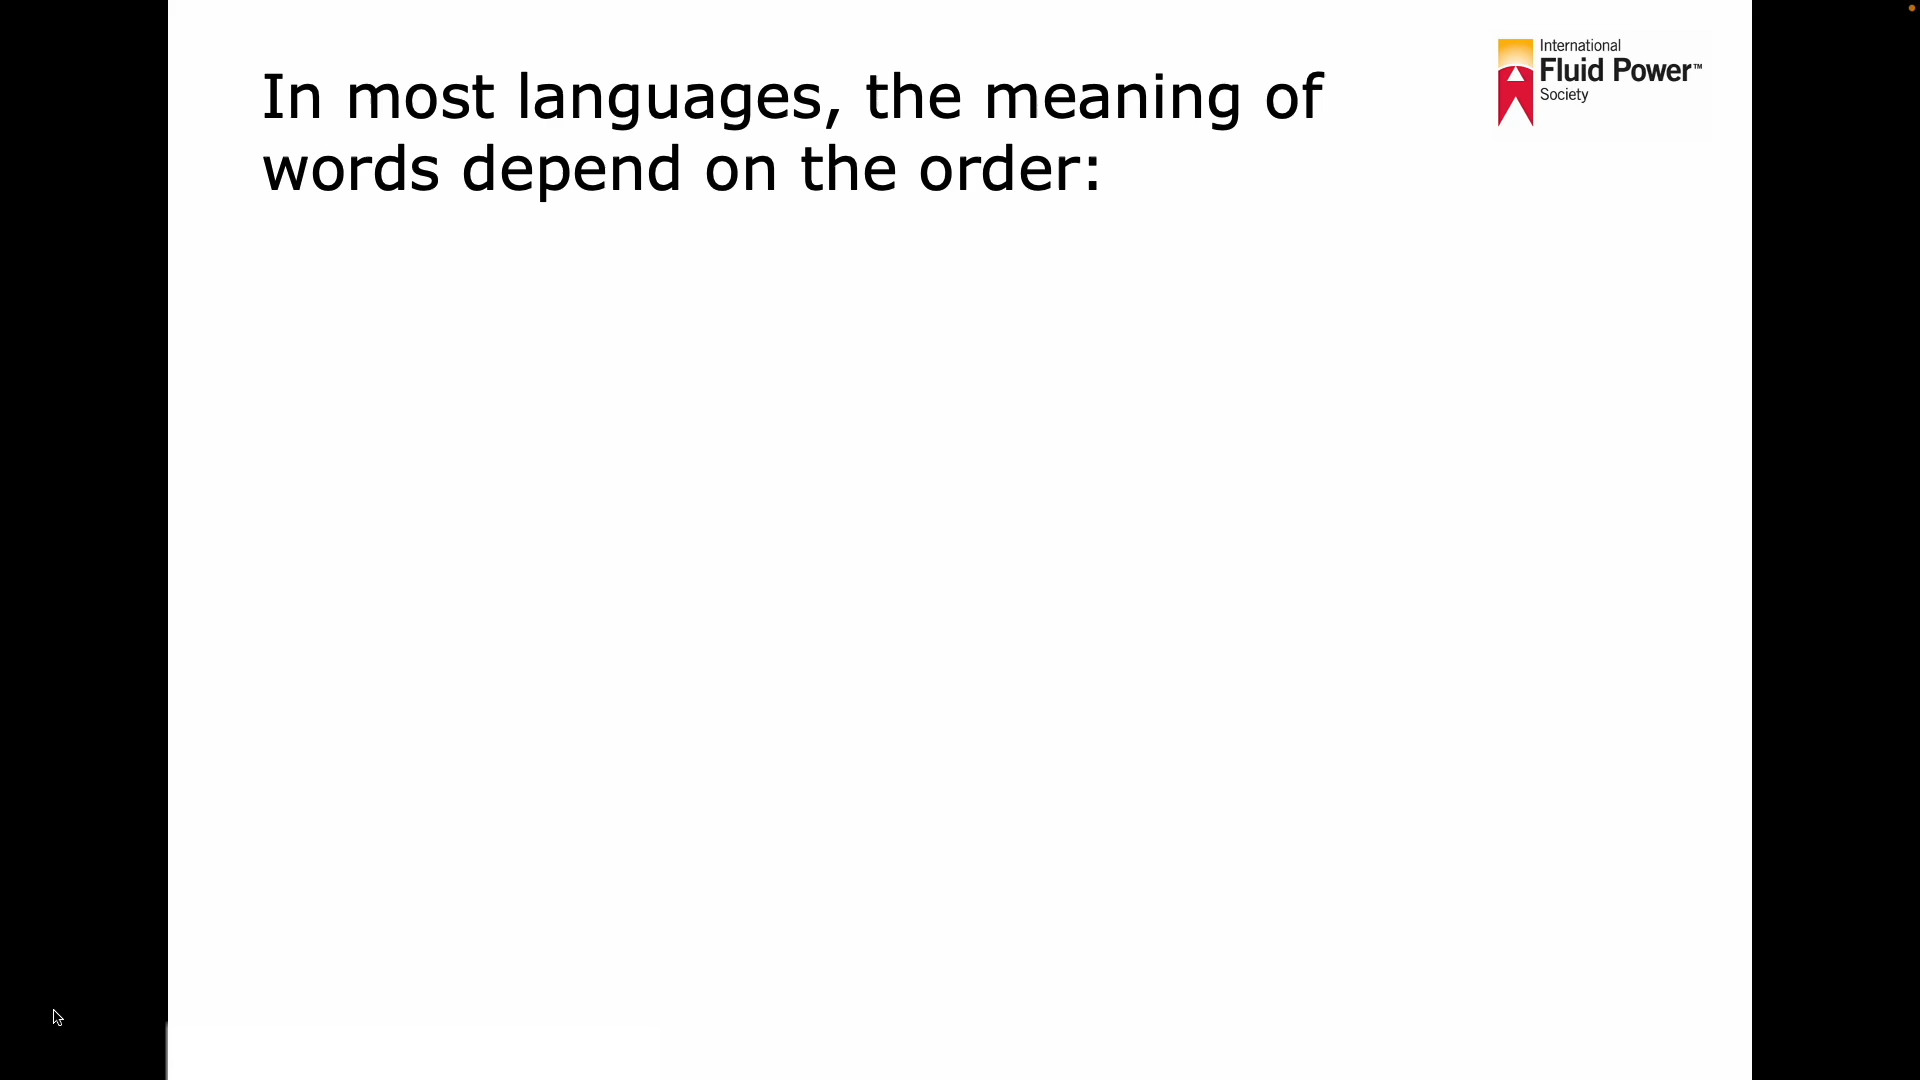 In most languages, the meaning of
words depend on the order:
International
Fluid Power™
Society